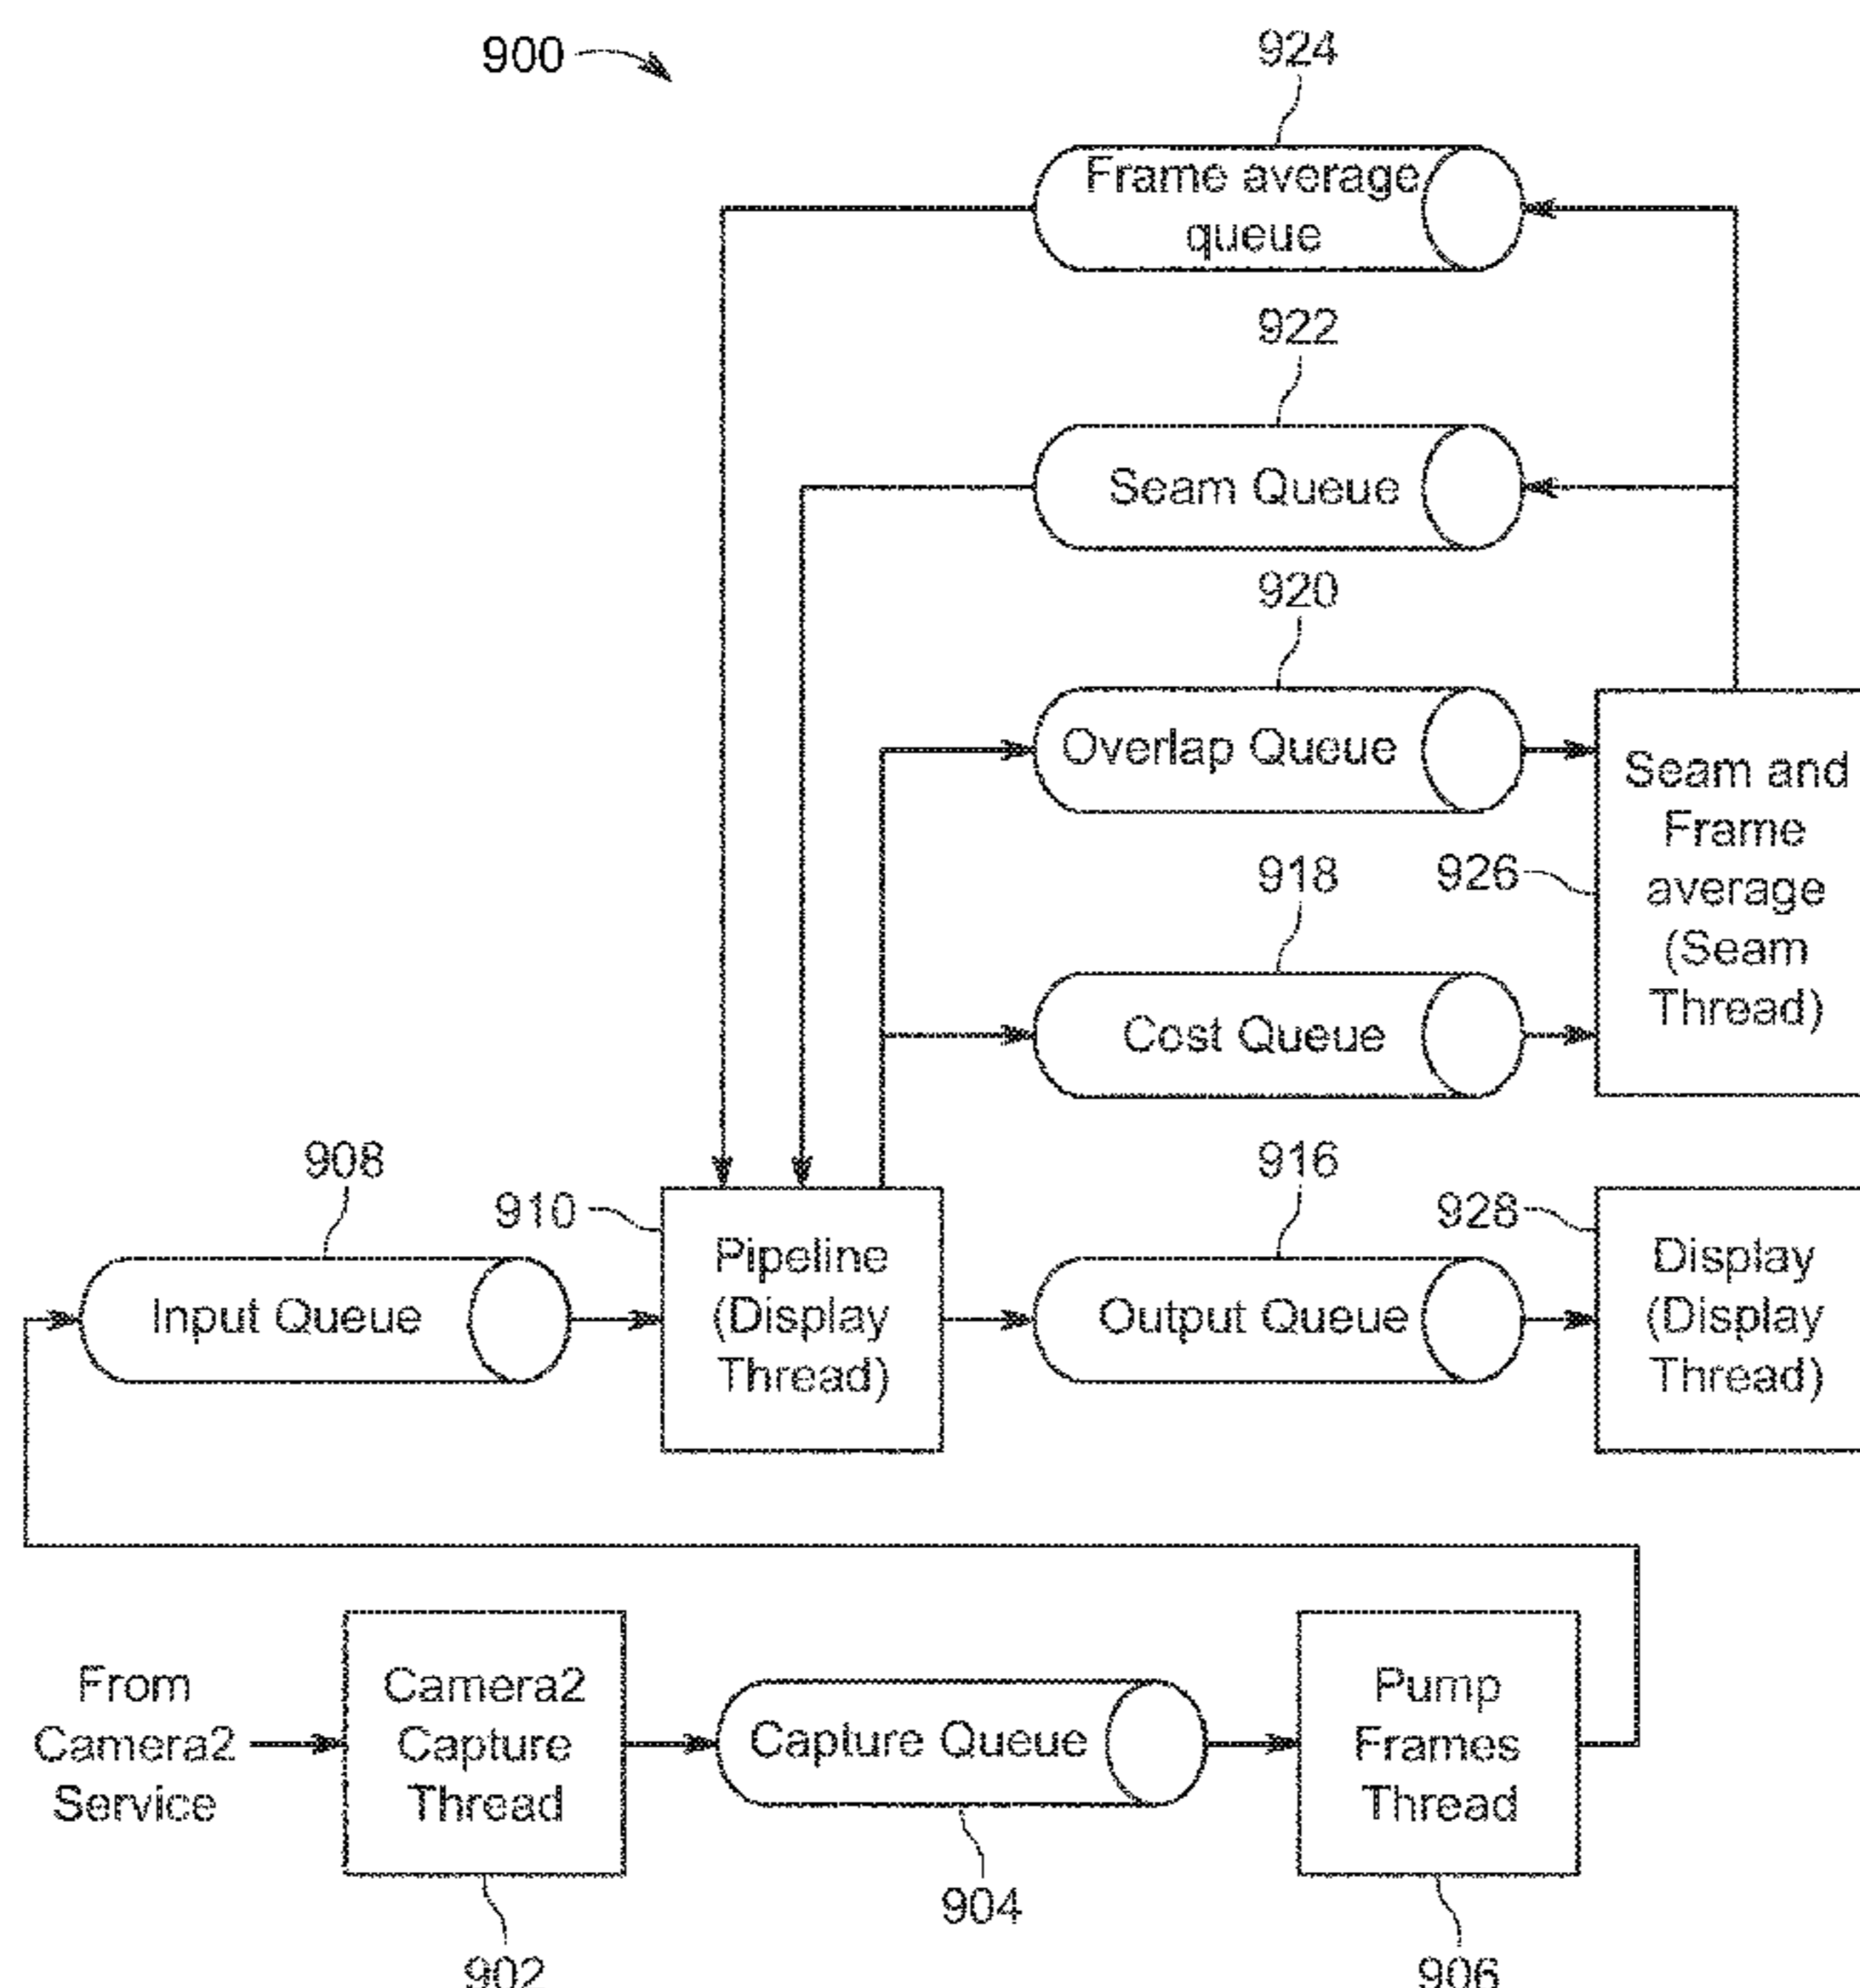 900
924
Frame average
queue
922
Seam Queue
920
Overlap Queue
Seam and
Frame
average
(Seam
Thread)
926
918
Cost Queue
908
Input Queue
910
Pipeline
(Display
Thread)
916
Output Queue
928
Display
(Display
Thread)
From
Camera2
Service
Camera2
Capture
Thread
902
Capture Queue
904
Pump
Frames
Thread
906